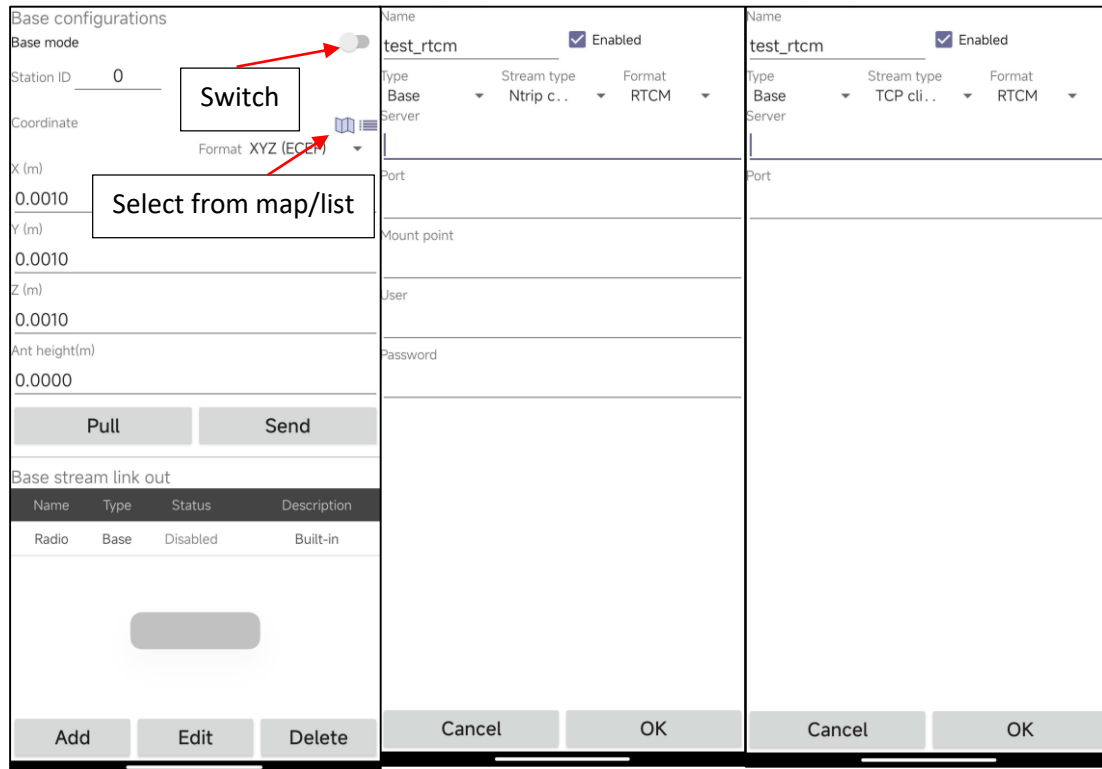 Base configurations
Base mode
Switch
Station ID 0
Coordinate
Format XYZ (ECEF)
Select from map/list
X (m)
0.0010
Y (m)
0.0010
Z (m)
0.0010
Ant height(m)
0.0000
Pull Send
Base stream link out
Name Type Status Description
Radio Base Disabled Built-in
Add Edit Delete
Name
test_rtcm Enabled
Type Stream type Format
Base Ntrip c.. RTCM
Server
Port
Mount point
User
Password
Cancel OK
Name
test_rtcm Enabled
Type Stream type Format
Base TCP cli.. RTCM
Server
Port
Cancel OK